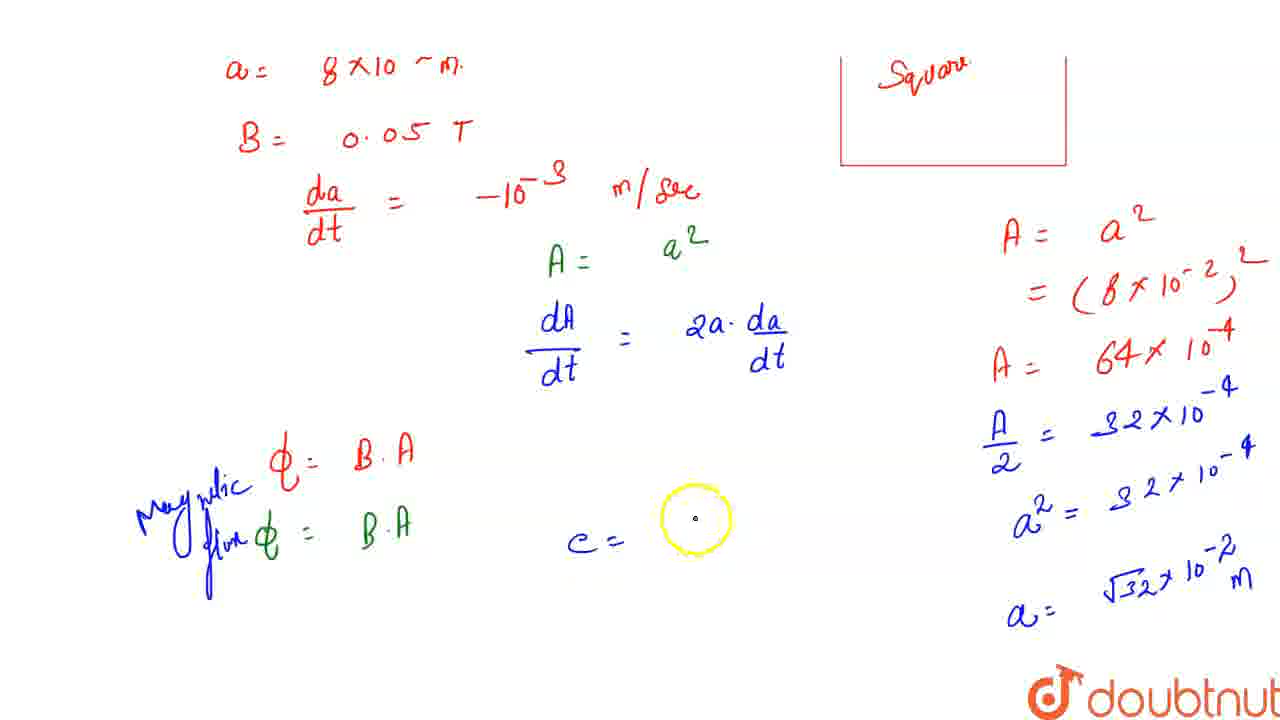 a = 8 × 10 m.
B = 0.05 T
da/dt = -10⁻³ m/sec
A = a²
dA/dt = 2a. da/dt
Magnetic flux
ϕ = B.A
ϕ = B.A
e =
Square
A = a²
= (8 × 10⁻²)²
A = 64 × 10⁻⁴
A/2 = 32 × 10⁻⁴
a² = 32 × 10⁻⁴
a = √32 × 10⁻² m
doubtnut